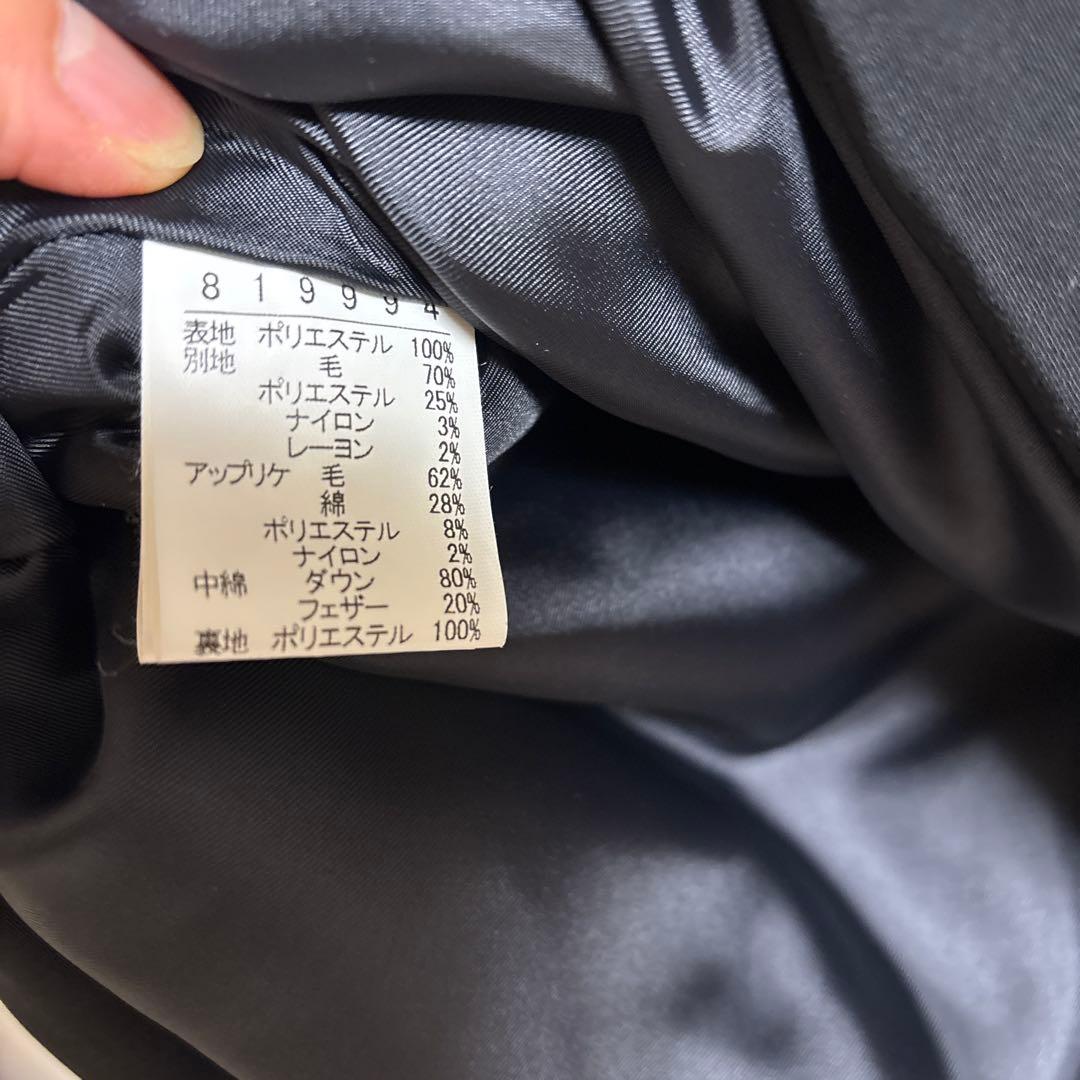 819994
表地 ポリエステル 100%
別地 毛 70%
ポリエステル 25%
ナイロン 3%
レーヨン 2%
アップリケ 毛 62%
綿 28%
ポリエステル 8%
ナイロン 2%
中綿 ダウン 80%
フェザー 20%
裏地 ポリエステル 100%